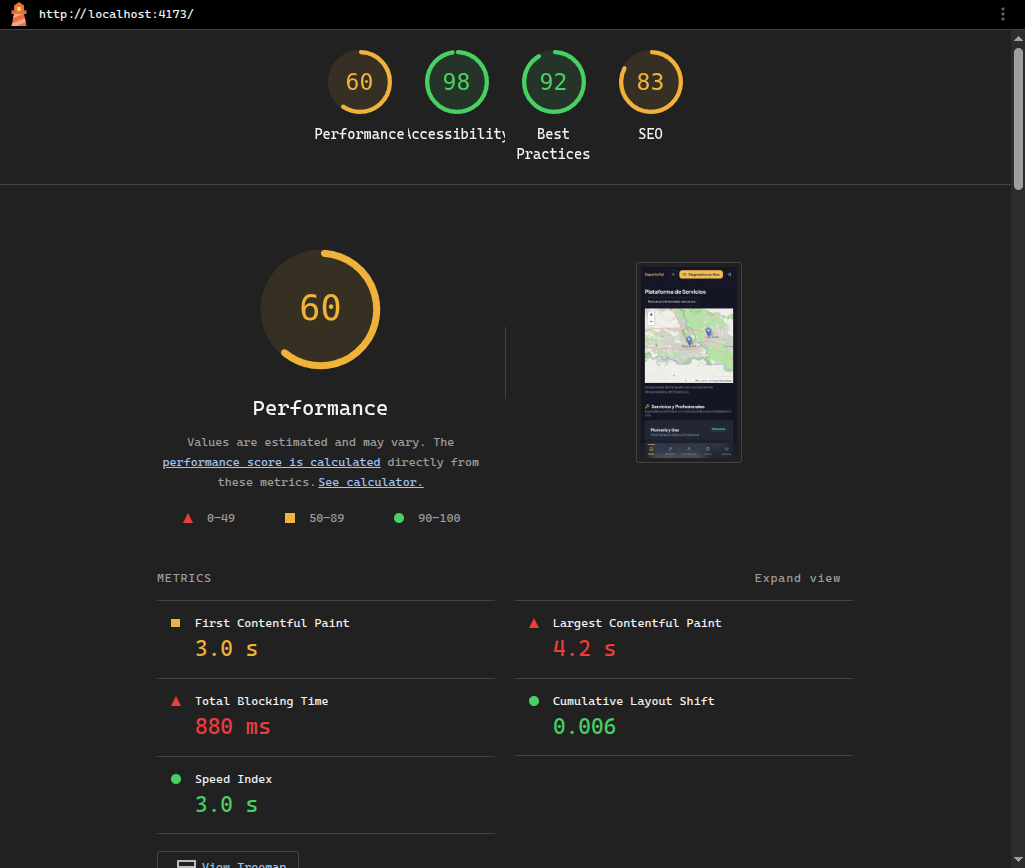 http://localhost:4173/
60
98
92
83
Performance
Accessibility
Best
Practices
SEO
60
Performance
Values are estimated and may vary. The
performance score is calculated directly from
these metrics. See calculator.
0–49
50–89
90–100
Plataforma de Servicios
Servicios y Profesionales
METRICS
Expand view
First Contentful Paint
3.0 s
Largest Contentful Paint
4.2 s
Total Blocking Time
880 ms
Cumulative Layout Shift
0.006
Speed Index
3.0 s
View Treemap